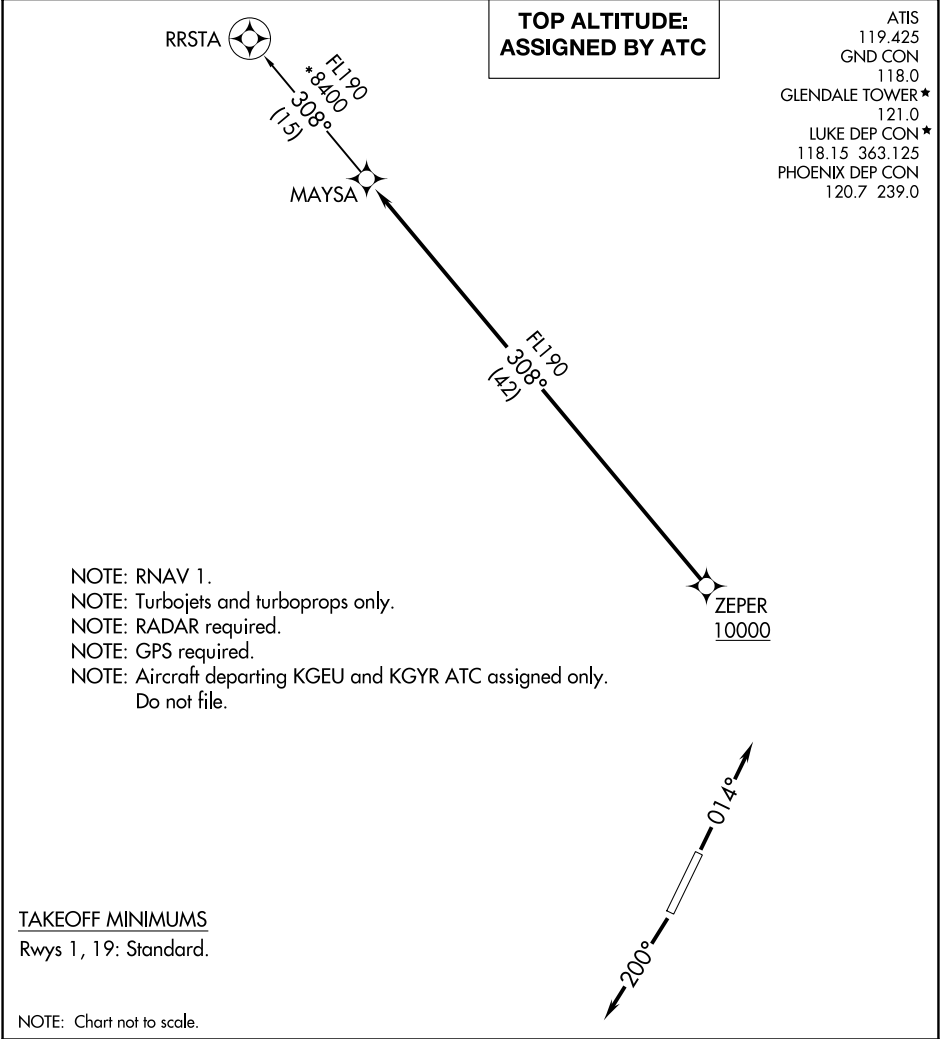 TOP ALTITUDE:
ASSIGNED BY ATC
ATIS
119.425
GND CON
118.0
GLENDALE TOWER★
121.0
LUKE DEP CON★
118.15 363.125
PHOENIX DEP CON
120.7 239.0
RRSTA
FL190
*8400
308°
(15)
MAYSA
FL190
308°
(42)
ZEPER
10000
NOTE: RNAV 1.
NOTE: Turbojets and turboprops only.
NOTE: RADAR required.
NOTE: GPS required.
NOTE: Aircraft departing KGEU and KGYR ATC assigned only.
Do not file.
014°
200°
TAKEOFF MINIMUMS
Rwys 1, 19: Standard.
NOTE: Chart not to scale.